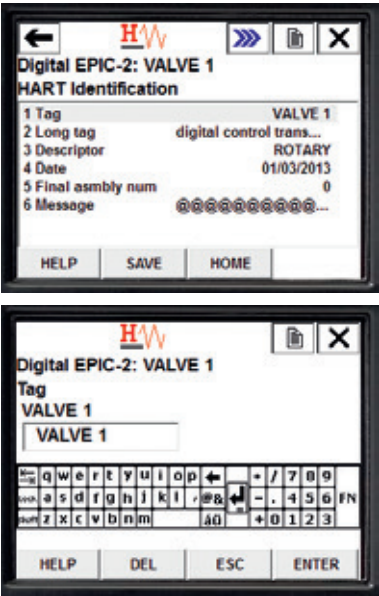 H
Digital EPIC-2: VALVE 1
HART Identification
1 Tag VALVE 1
2 Long tag digital control trans...
3 Descriptor ROTARY
4 Date 01/03/2013
5 Final asmbly num 0
6 Message @@@@@@@@@@...
HELP SAVE HOME
H
Digital EPIC-2: VALVE 1
Tag
VALVE 1
VALVE 1
q w e r t y u i o p * / 7 8 9
a s d f g h j k l @& - . 4 5 6 FN
z x c v b n m áü + 0 1 2 3
HELP DEL ESC ENTER